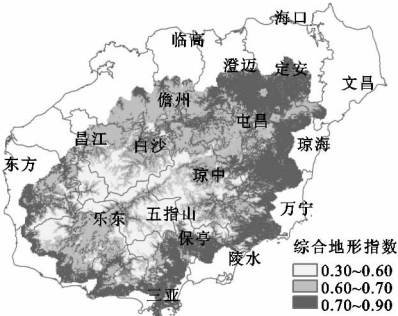 海口
临高
澄迈
定安
文昌
儋州
屯昌
昌江
白沙
琼海
东方
琼中
乐东
五指山
万宁
保亭
陵水
三亚
综合地形指数
0.30~0.60
0.60~0.70
0.70~0.90